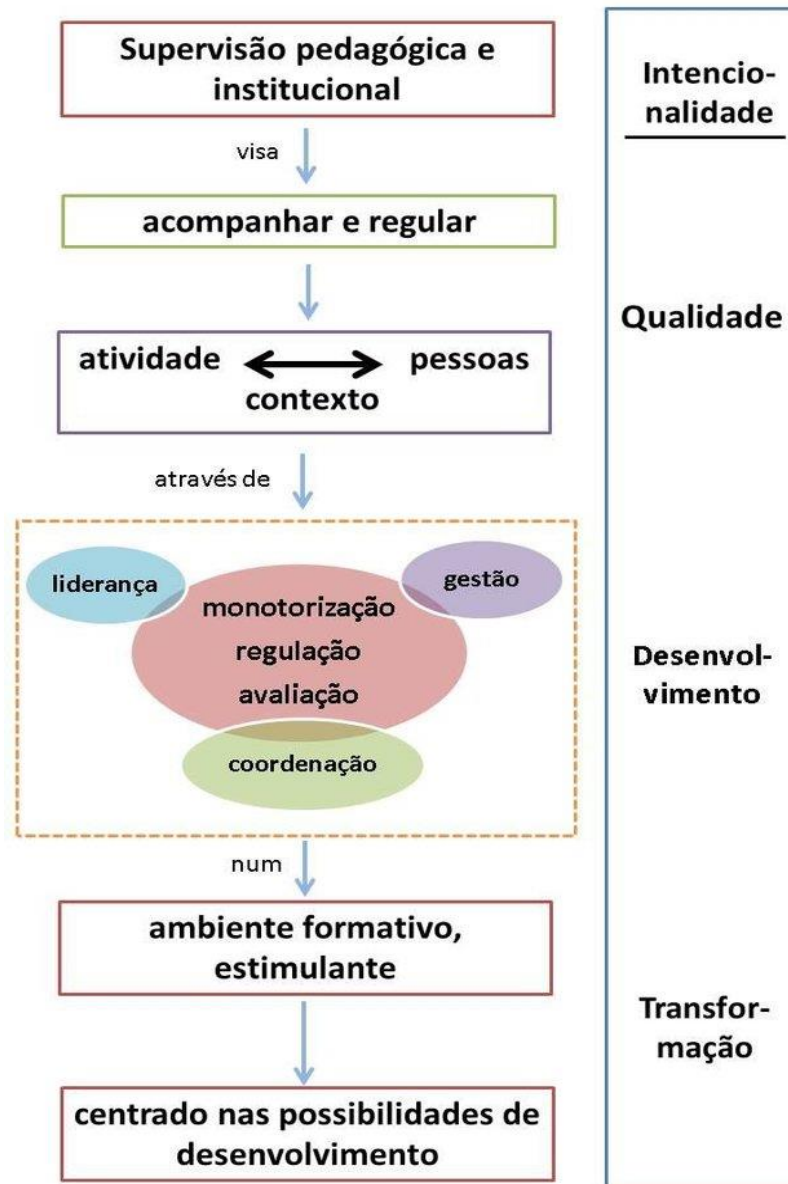 Supervisão pedagógica e
institucional
visa
acompanhar e regular
atividade pessoas
contexto
através de
liderança
gestão
monotorização
regulação
avaliação
coordenação
num
ambiente formativo,
estimulante
centrado nas possibilidades de
desenvolvimento
Intencio-
nalidade
Qualidade
Desenvol-
vimento
Transfor-
mação